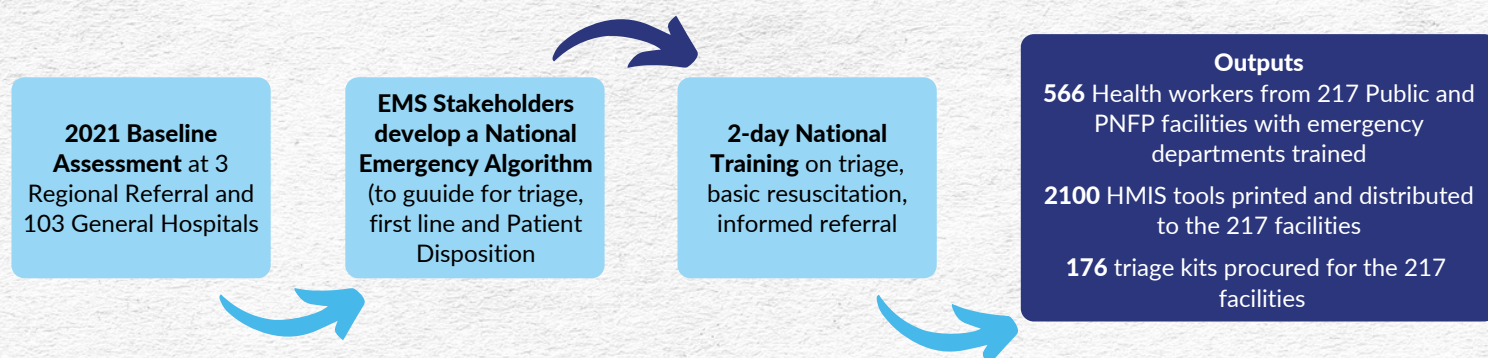 2021 Baseline
Assessment at 3
Regional Referral and
103 General Hospitals
EMS Stakeholders
develop a National
Emergency Algorithm
(to guuide for triage,
first line and Patient
Disposition
2-day National
Training on triage,
basic resuscitation,
informed referral
Outputs
566 Health workers from 217 Public and
PNFP facilities with emergency
departments trained
2100 HMIS tools printed and distributed
to the 217 facilities
176 triage kits procured for the 217
facilities